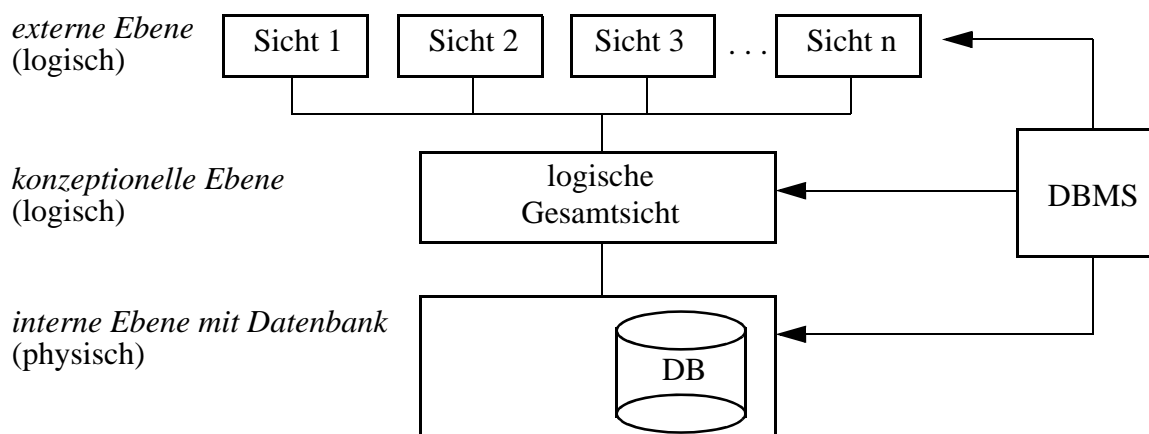 externe Ebene
(logisch)
Sicht 1
Sicht 2
Sicht 3
. . .
Sicht n
konzeptionelle Ebene
(logisch)
logische
Gesamtsicht
DBMS
interne Ebene mit Datenbank
(physisch)
DB